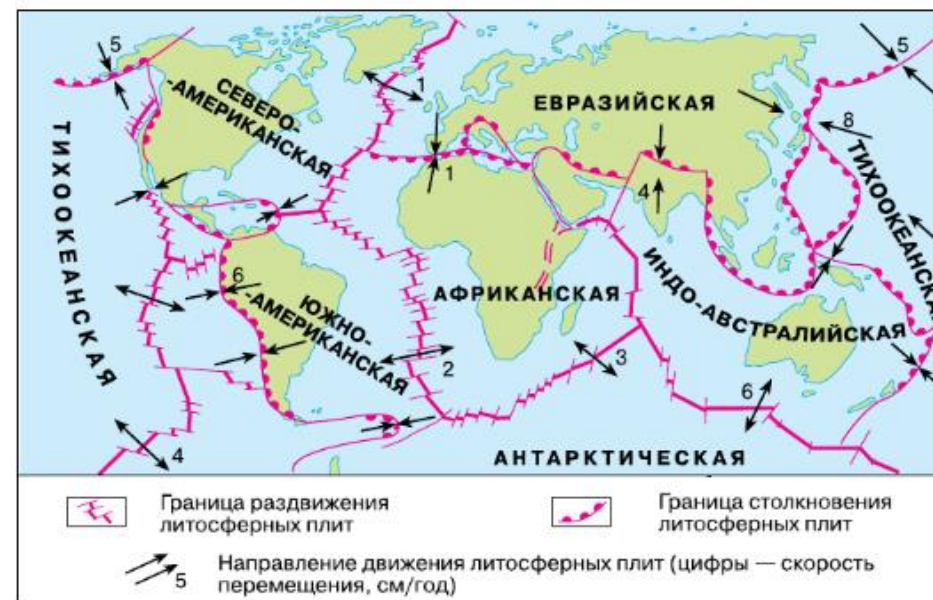 5
1
5
СЕВЕРО-
-АМЕРИКАНСКАЯ
ЕВРАЗИЙСКАЯ
8
ТИХООКЕАНСКАЯ
1
4
ТИХООКЕАНСКАЯ
6
ЮЖНО-
-АМЕРИКАНСКАЯ
АФРИКАНСКАЯ
ИНДО-АВСТРАЛИЙСКАЯ
2
3
6
4
АНТАРКТИЧЕСКАЯ
Граница раздвижения
литосферных плит
Граница столкновения
литосферных плит
5
Направление движения литосферных плит (цифры — скорость
перемещения, см/год)